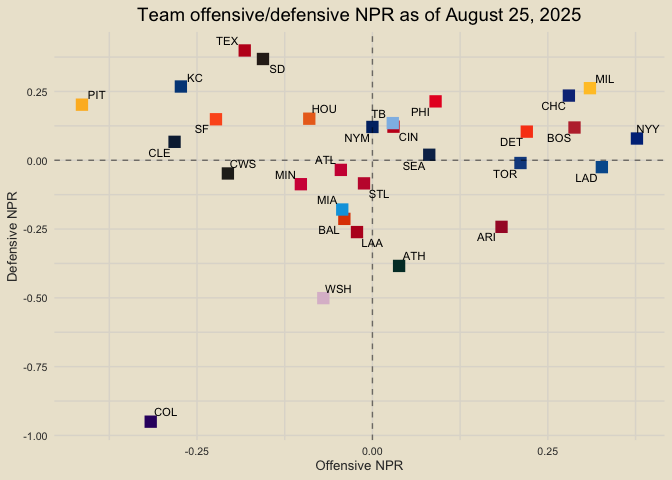 Team offensive/defensive NPR as of August 25, 2025
TEX
SD
KC
MIL
PIT
CHC
0.25
HOU
TB
PHI
SF
NYM
CIN
DET
BOS
NYY
CLE
0.00
CWS
ATL
SEA
TOR
LAD
MIN
STL
MIA
BAL
LAA
ARI
-0.25
ATH
WSH
-0.50
-0.75
COL
-1.00
Defensive NPR
-0.25
0.00
0.25
Offensive NPR